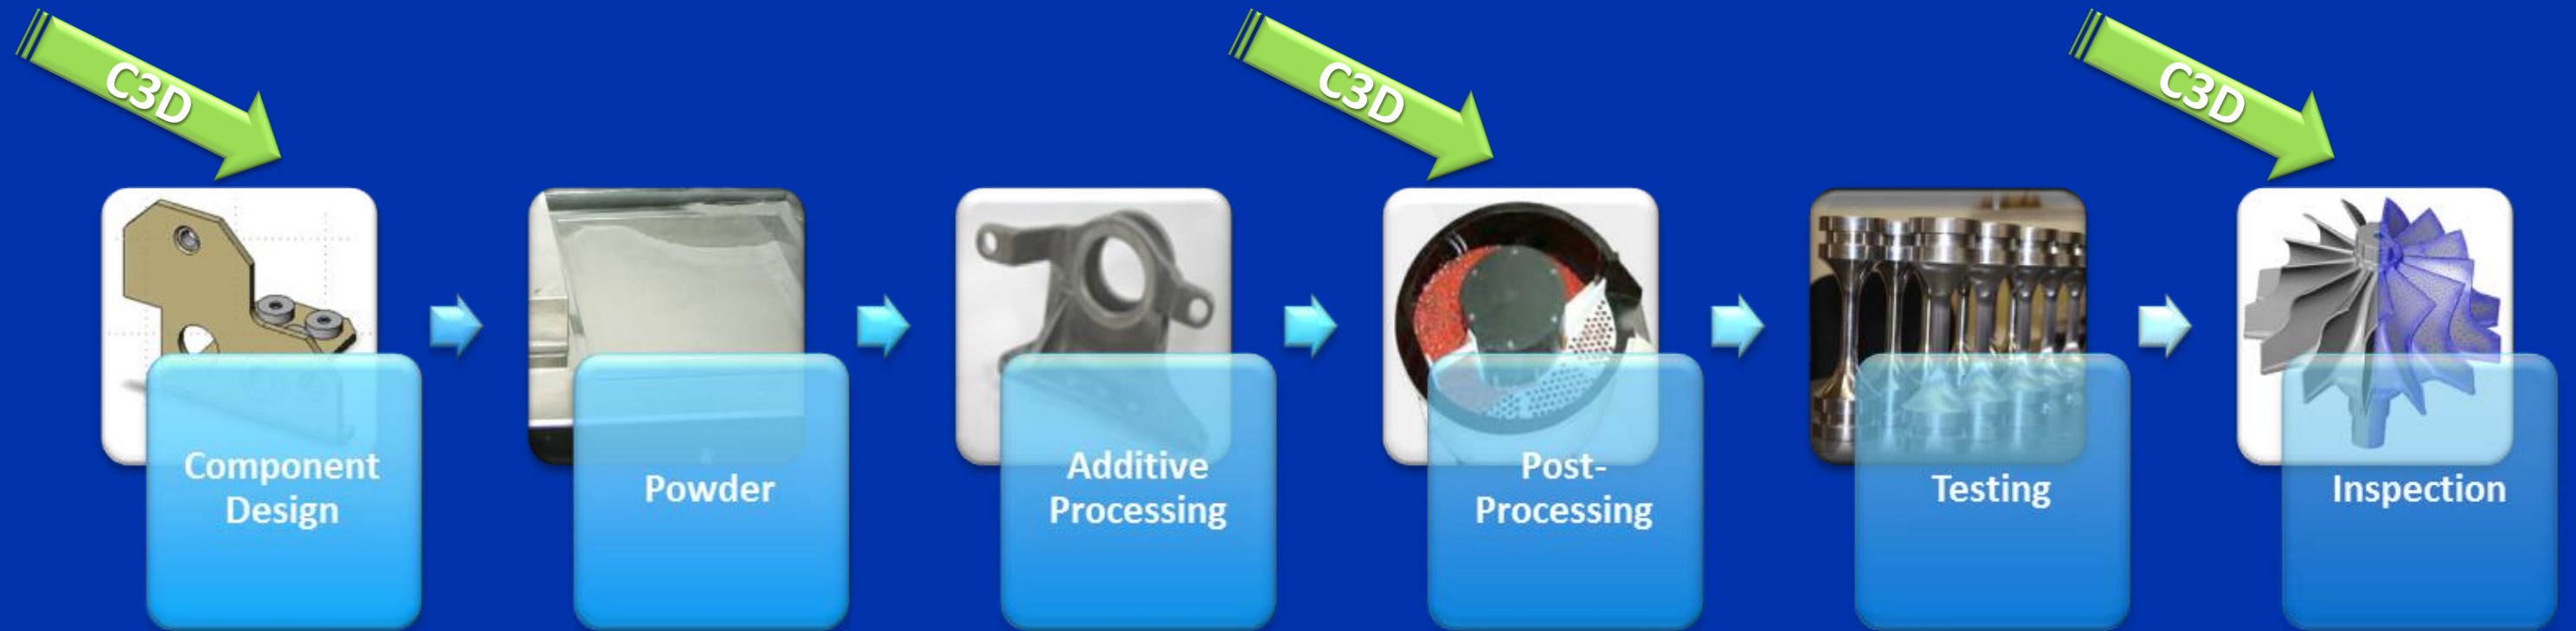 C3D
C3D
C3D
Component
Design
Powder
Additive
Processing
Post-
Processing
Testing
Inspection